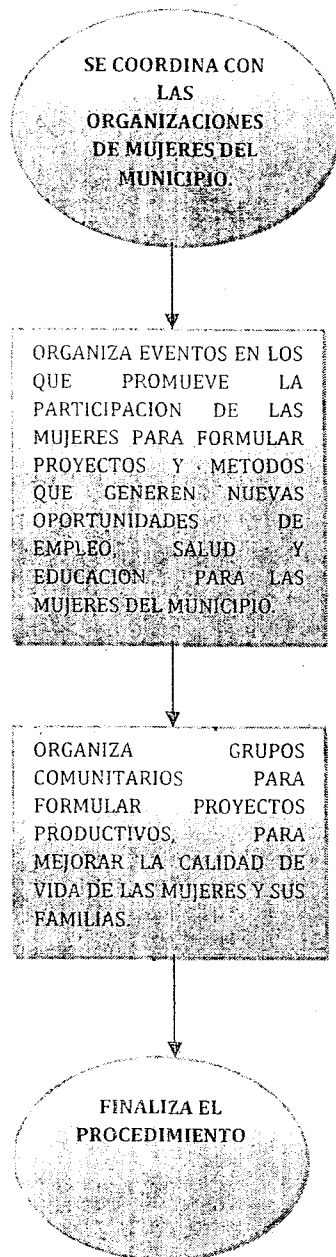 SE COORDINA CON
LAS
ORGANIZACIONES
DE MUJERES DEL
MUNICIPIO.
ORGANIZA EVENTOS EN LOS
QUE PROMUEVE LA
PARTICIPACION DE LAS
MUJERES PARA FORMULAR
PROYECTOS Y METODOS
QUE GENEREN NUEVAS
OPORTUNIDADES DE
EMPLEO, SALUD Y
EDUCACION PARA LAS
MUJERES DEL MUNICIPIO.
ORGANIZA GRUPOS
COMUNITARIOS PARA
FORMULAR PROYECTOS
PRODUCTIVOS, PARA
MEJORAR LA CALIDAD DE
VIDA DE LAS MUJERES Y SUS
FAMILIAS.
FINALIZA EL
PROCEDIMIENTO